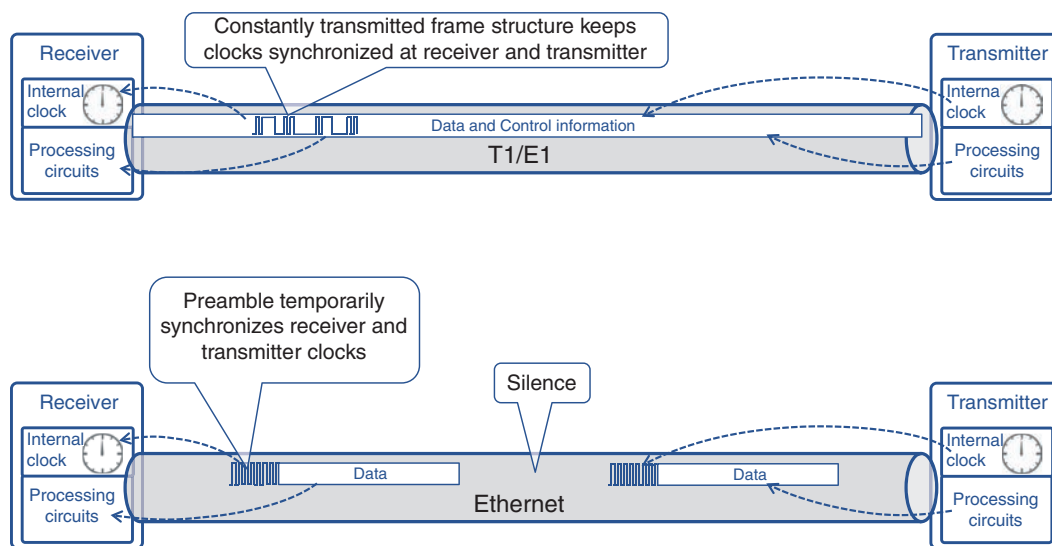 Constantly transmitted frame structure keeps
clocks synchronized at receiver and transmitter
Receiver
Transmitter
Internal
clock
Interna
clock
Data and Control information
Processing
circuits
T1/E1
Processing
circuits
Preamble temporarily
synchronizes receiver and
transmitter clocks
Silence
Receiver
Transmitter
Internal
clock
Internal
clock
Data
Data
Processing
circuits
Ethernet
Processing
circuits